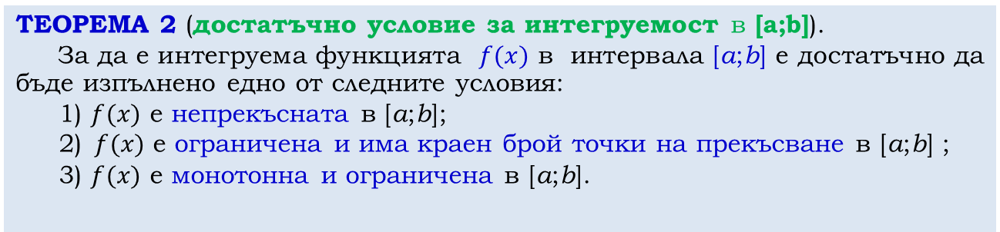 ТЕОРЕМА 2 (достатъчно условие за интегруемост в [a;b]).
За да е интегруема функцията f(x) в интервала [a;b] е достатъчно да
бъде изпълнено едно от следните условия:
1) f(x) е непрекъсната в [a;b];
2) f(x) е ограничена и има краен брой точки на прекъсване в [a;b] ;
3) f(x) е монотонна и ограничена в [a;b].